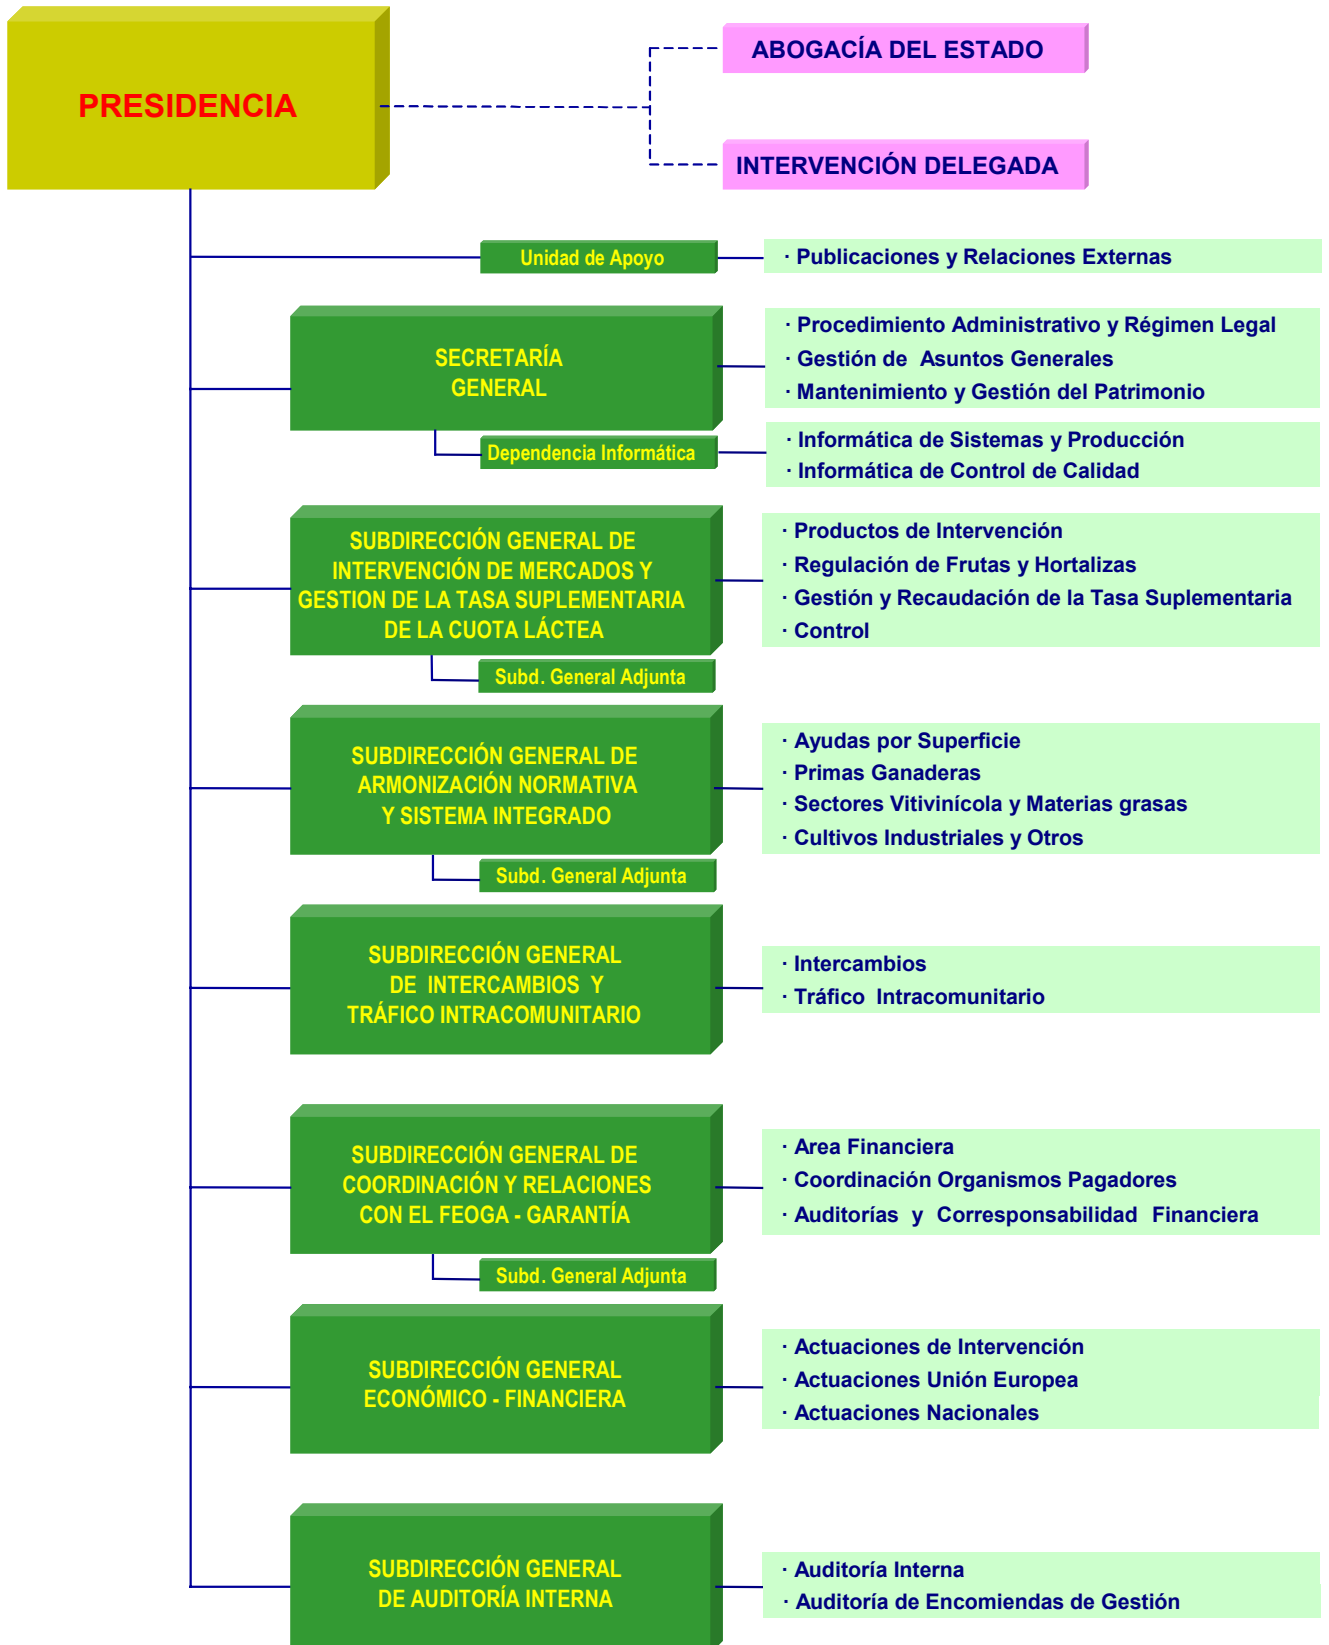 PRESIDENCIA
ABOGACÍA DEL ESTADO
INTERVENCIÓN DELEGADA
Unidad de Apoyo
· Publicaciones y Relaciones Externas
SECRETARÍA
GENERAL
· Procedimiento Administrativo y Régimen Legal
· Gestión de Asuntos Generales
· Mantenimiento y Gestión del Patrimonio
Dependencia Informática
· Informática de Sistemas y Producción
· Informática de Control de Calidad
SUBDIRECCIÓN GENERAL DE
INTERVENCIÓN DE MERCADOS Y
GESTION DE LA TASA SUPLEMENTARIA
DE LA CUOTA LÁCTEA
· Productos de Intervención
· Regulación de Frutas y Hortalizas
· Gestión y Recaudación de la Tasa Suplementaria
· Control
Subd. General Adjunta
SUBDIRECCIÓN GENERAL DE
ARMONIZACIÓN NORMATIVA
Y SISTEMA INTEGRADO
· Ayudas por Superficie
· Primas Ganaderas
· Sectores Vitivinícola y Materias grasas
· Cultivos Industriales y Otros
Subd. General Adjunta
SUBDIRECCIÓN GENERAL
DE INTERCAMBIOS Y
TRÁFICO INTRACOMUNITARIO
· Intercambios
· Tráfico Intracomunitario
SUBDIRECCIÓN GENERAL DE
COORDINACIÓN Y RELACIONES
CON EL FEOGA - GARANTÍA
· Area Financiera
· Coordinación Organismos Pagadores
· Auditorías y Corresponsabilidad Financiera
Subd. General Adjunta
SUBDIRECCIÓN GENERAL
ECONÓMICO - FINANCIERA
· Actuaciones de Intervención
· Actuaciones Unión Europea
· Actuaciones Nacionales
SUBDIRECCIÓN GENERAL
DE AUDITORÍA INTERNA
· Auditoría Interna
· Auditoría de Encomiendas de Gestión